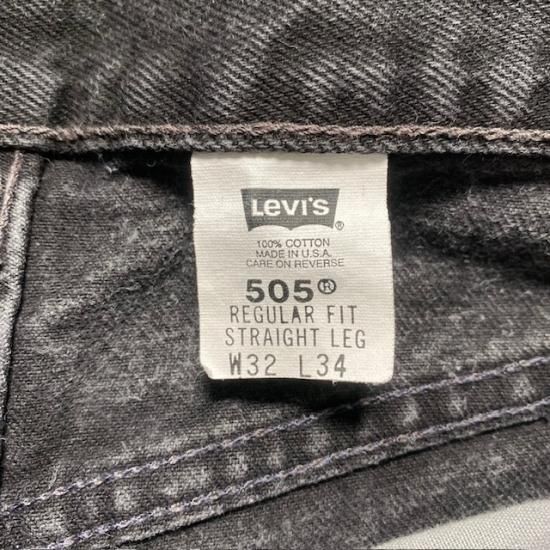 Levi's ®
100% COTTON
MADE IN U.S.A.
CARE ON REVERSE
505®
REGULAR FIT
STRAIGHT LEG
W32 L34